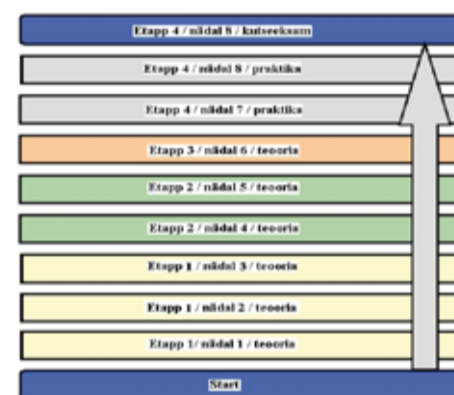 Etapp 4 / nädal 8 / kutseeksam
Etapp 4 / nädal 8 / praktika
Etapp 4 / nädal 7 / praktika
Etapp 3 / nädal 6 / teooria
Etapp 2 / nädal 5 / teooria
Etapp 2 / nädal 4 / teooria
Etapp 1 / nädal 3 / teooria
Etapp 1 / nädal 2 / teooria
Etapp 1/ nädal 1 / teooria
Start